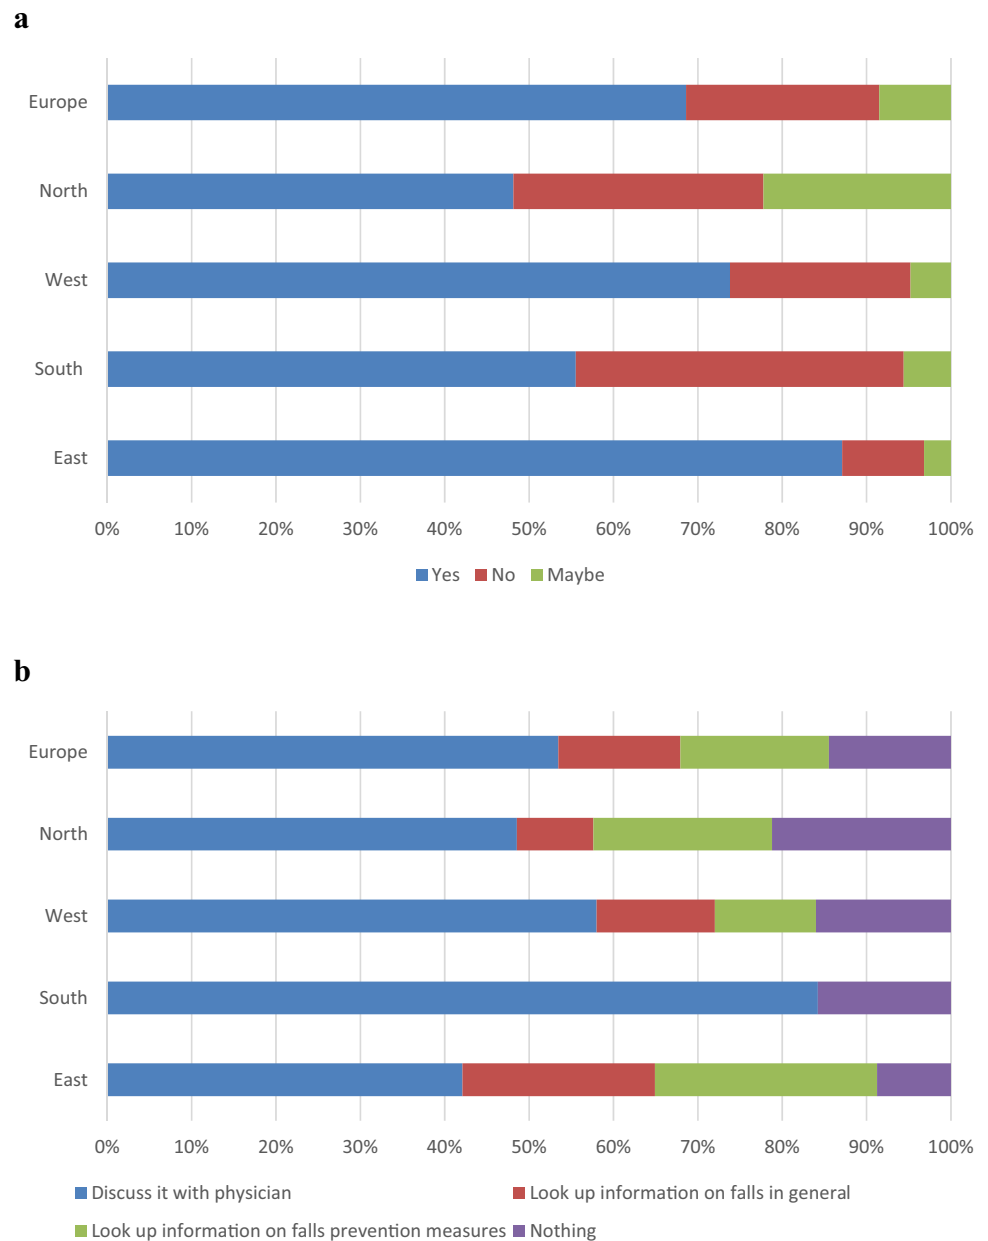 a
Europe
North
West
South
East
0% 10% 20% 30% 40% 50% 60% 70% 80% 90% 100%
Yes No Maybe
b
Europe
North
West
South
East
0% 10% 20% 30% 40% 50% 60% 70% 80% 90% 100%
Discuss it with physician Look up information on falls in general
Look up information on falls prevention measures Nothing